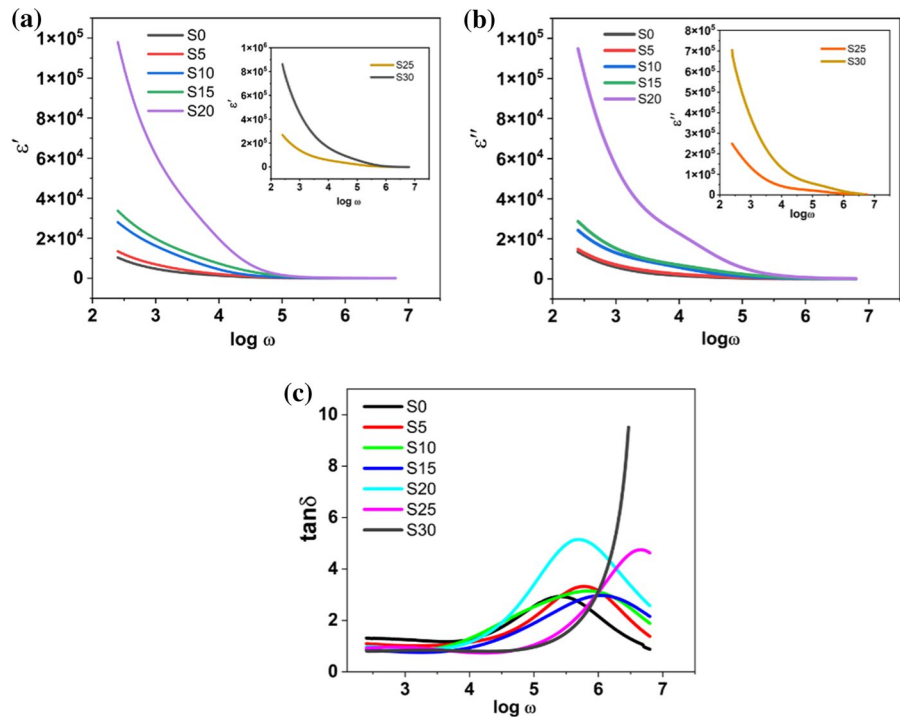 (a)
ε′
1×10⁵
1×10⁵
8×10⁴
6×10⁴
4×10⁴
2×10⁴
0
S0
S5
S10
S15
S20
2 3 4 5 6 7
log ω
ε′
1×10⁶
8×10⁵
6×10⁵
4×10⁵
2×10⁵
0
S25
S30
2 3 4 5 6 7
log ω
(b)
ε″
1×10⁵
1×10⁵
8×10⁴
6×10⁴
4×10⁴
2×10⁴
0
S0
S5
S10
S15
S20
2 3 4 5 6 7
logω
ε″
8×10⁵
7×10⁵
6×10⁵
5×10⁵
4×10⁵
3×10⁵
2×10⁵
1×10⁵
0
S25
S30
2 3 4 5 6 7
logω
(c)
tanδ
10
8
6
4
2
0
S0
S5
S10
S15
S20
S25
S30
3 4 5 6 7
log ω